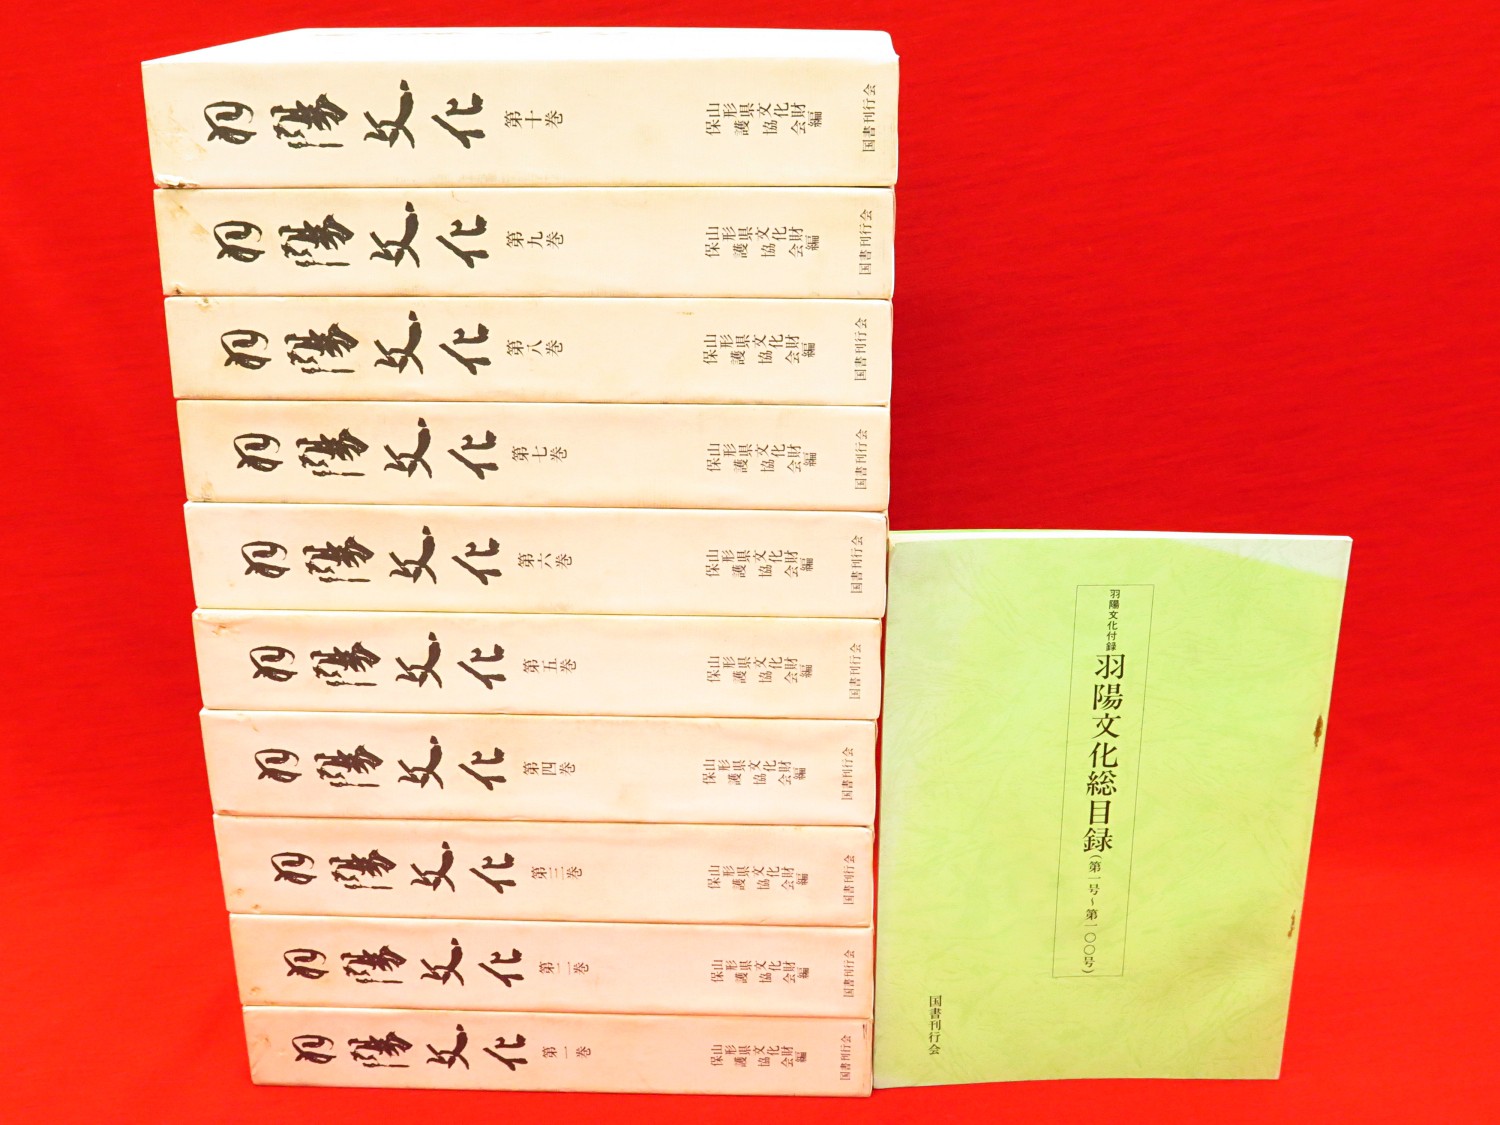 羽陽文化 第十巻 山形県文化財保護協会編 国書刊行会
羽陽文化 第九巻 山形県文化財保護協会編 国書刊行会
羽陽文化 第八巻 山形県文化財保護協会編 国書刊行会
羽陽文化 第七巻 山形県文化財保護協会編 国書刊行会
羽陽文化 第六巻 山形県文化財保護協会編 国書刊行会
羽陽文化 第五巻 山形県文化財保護協会編 国書刊行会
羽陽文化 第四巻 山形県文化財保護協会編 国書刊行会
羽陽文化 第三巻 山形県文化財保護協会編 国書刊行会
羽陽文化 第二巻 山形県文化財保護協会編 国書刊行会
羽陽文化 第一巻 山形県文化財保護協会編 国書刊行会
羽陽文化付録 羽陽文化総目録(第一号~第一〇〇号)
国書刊行会